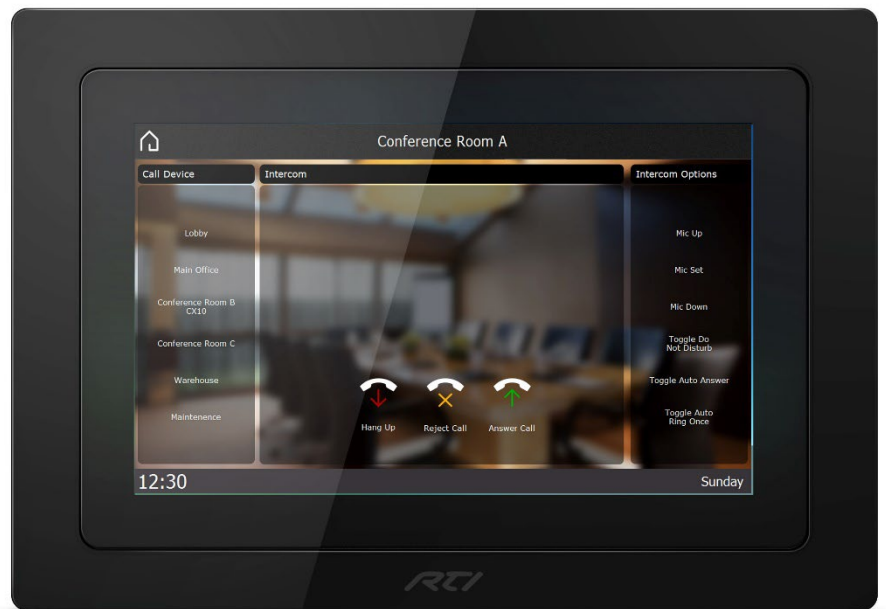 Conference Room A
Call Device
Intercom
Intercom Options
Lobby
Main Office
Conference Room B
CX10
Conference Room C
Warehouse
Maintenence
Hang Up
Reject Call
Answer Call
Mic Up
Mic Set
Mic Down
Toggle Do
Not Disturb
Toggle Auto Answer
Toggle Auto
Ring Once
12:30
Sunday
RTI